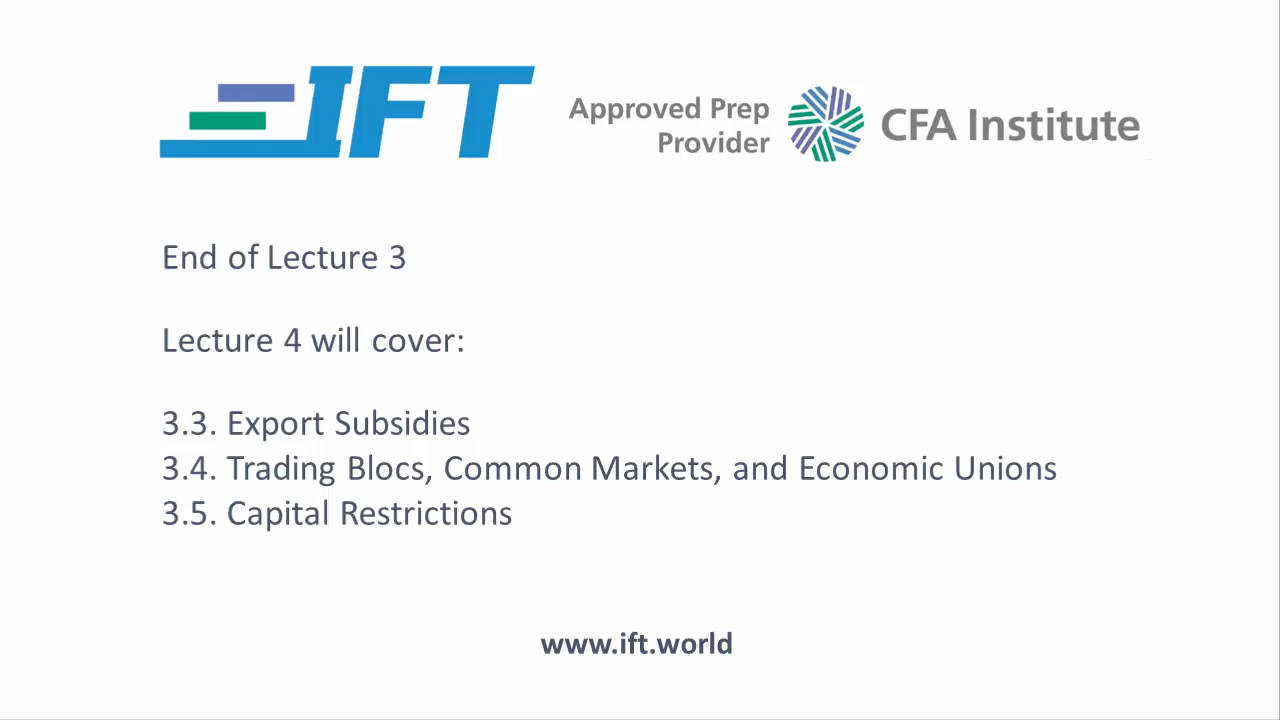 IFT
Approved Prep
Provider
CFA Institute
End of Lecture 3
Lecture 4 will cover:
3.3. Export Subsidies
3.4. Trading Blocs, Common Markets, and Economic Unions
3.5. Capital Restrictions
www.ift.world